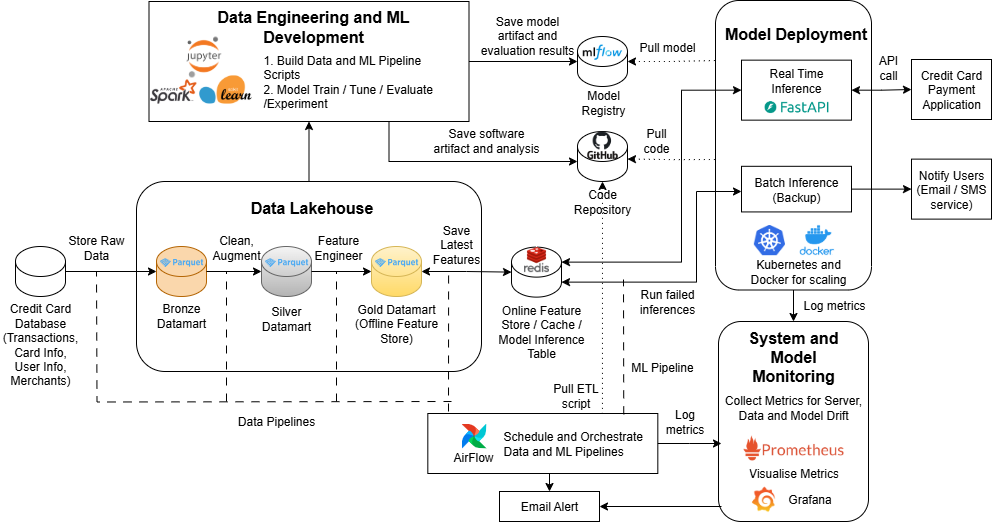 Data Engineering and ML
Development
jupyter
APACHE
Spark
learn
1. Build Data and ML Pipeline
Scripts
2. Model Train / Tune / Evaluate
/Experiment
Save model
artifact and
evaluation results
mlflow
Model
Registry
Pull model
Save software
artifact and analysis
GitHub
Code
Repository
Pull
code
Model Deployment
Real Time
Inference
FastAPI
API
call
Credit Card
Payment
Application
Batch Inference
(Backup)
Notify Users
(Email / SMS
service)
docker
Kubernetes and
Docker for scaling
Log metrics
Data Lakehouse
Store Raw
Data
Clean,
Augment
Feature
Engineer
Save
Latest
Features
Parquet
Parquet
Parquet
redis
Credit Card
Database
(Transactions,
Card Info,
User Info,
Merchants)
Bronze
Datamart
Silver
Datamart
Gold Datamart
(Offline Feature
Store)
Online Feature
Store / Cache /
Model Inference
Table
Run failed
inferences
ML Pipeline
Data Pipelines
Pull ETL
script
AirFlow
Schedule and Orchestrate
Data and ML Pipelines
Log
metrics
Email Alert
System and
Model
Monitoring
Collect Metrics for Server,
Data and Model Drift
Prometheus
Visualise Metrics
Grafana